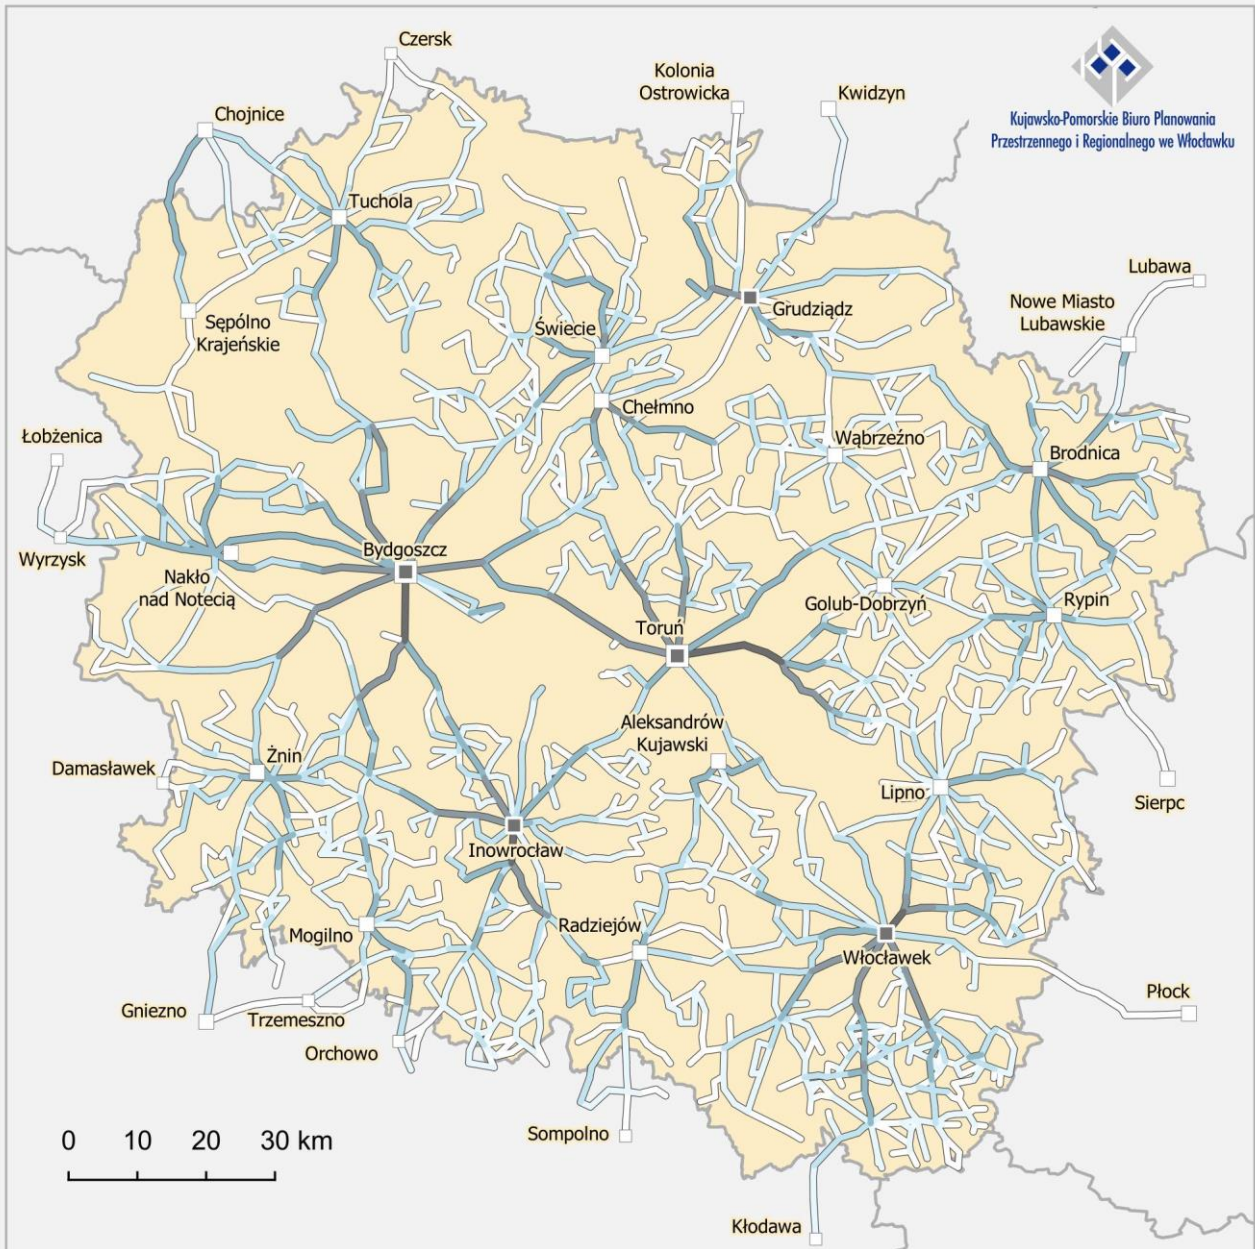 Czersk
Kolonia
Ostrowicka
Kwidzyn
Chojnice
Kujawsko-Pomorskie Biuro Planowania
Przestrzennego i Regionalnego we Włocławku
Tuchola
Lubawa
Nowe Miasto
Lubawskie
Grudziądz
Sępólno
Krajeńskie
Świecie
Chełmno
Wąbrzeźno
Łobżenica
Brodnica
Wyrzysk
Bydgoszcz
Nakło
nad Notecią
Golub-Dobrzyń
Rypin
Toruń
Aleksandrów
Kujawski
Żnin
Damasławek
Lipno
Sierpc
Inowrocław
Radziejów
Mogilno
Włocławek
Płock
Gniezno
Trzemeszno
Orchowo
Sompolno
0 10 20 30 km
Kłodawa